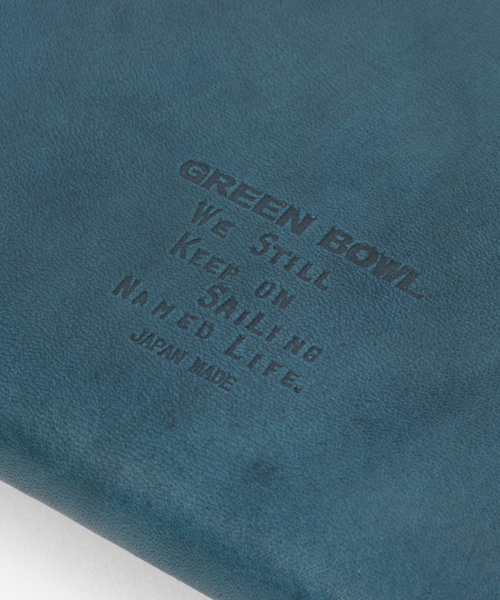 GREEN BOWL.
WE STILL
KEEP ON
SAiLiNG
NAMED LIFE.
JAPAN MADE